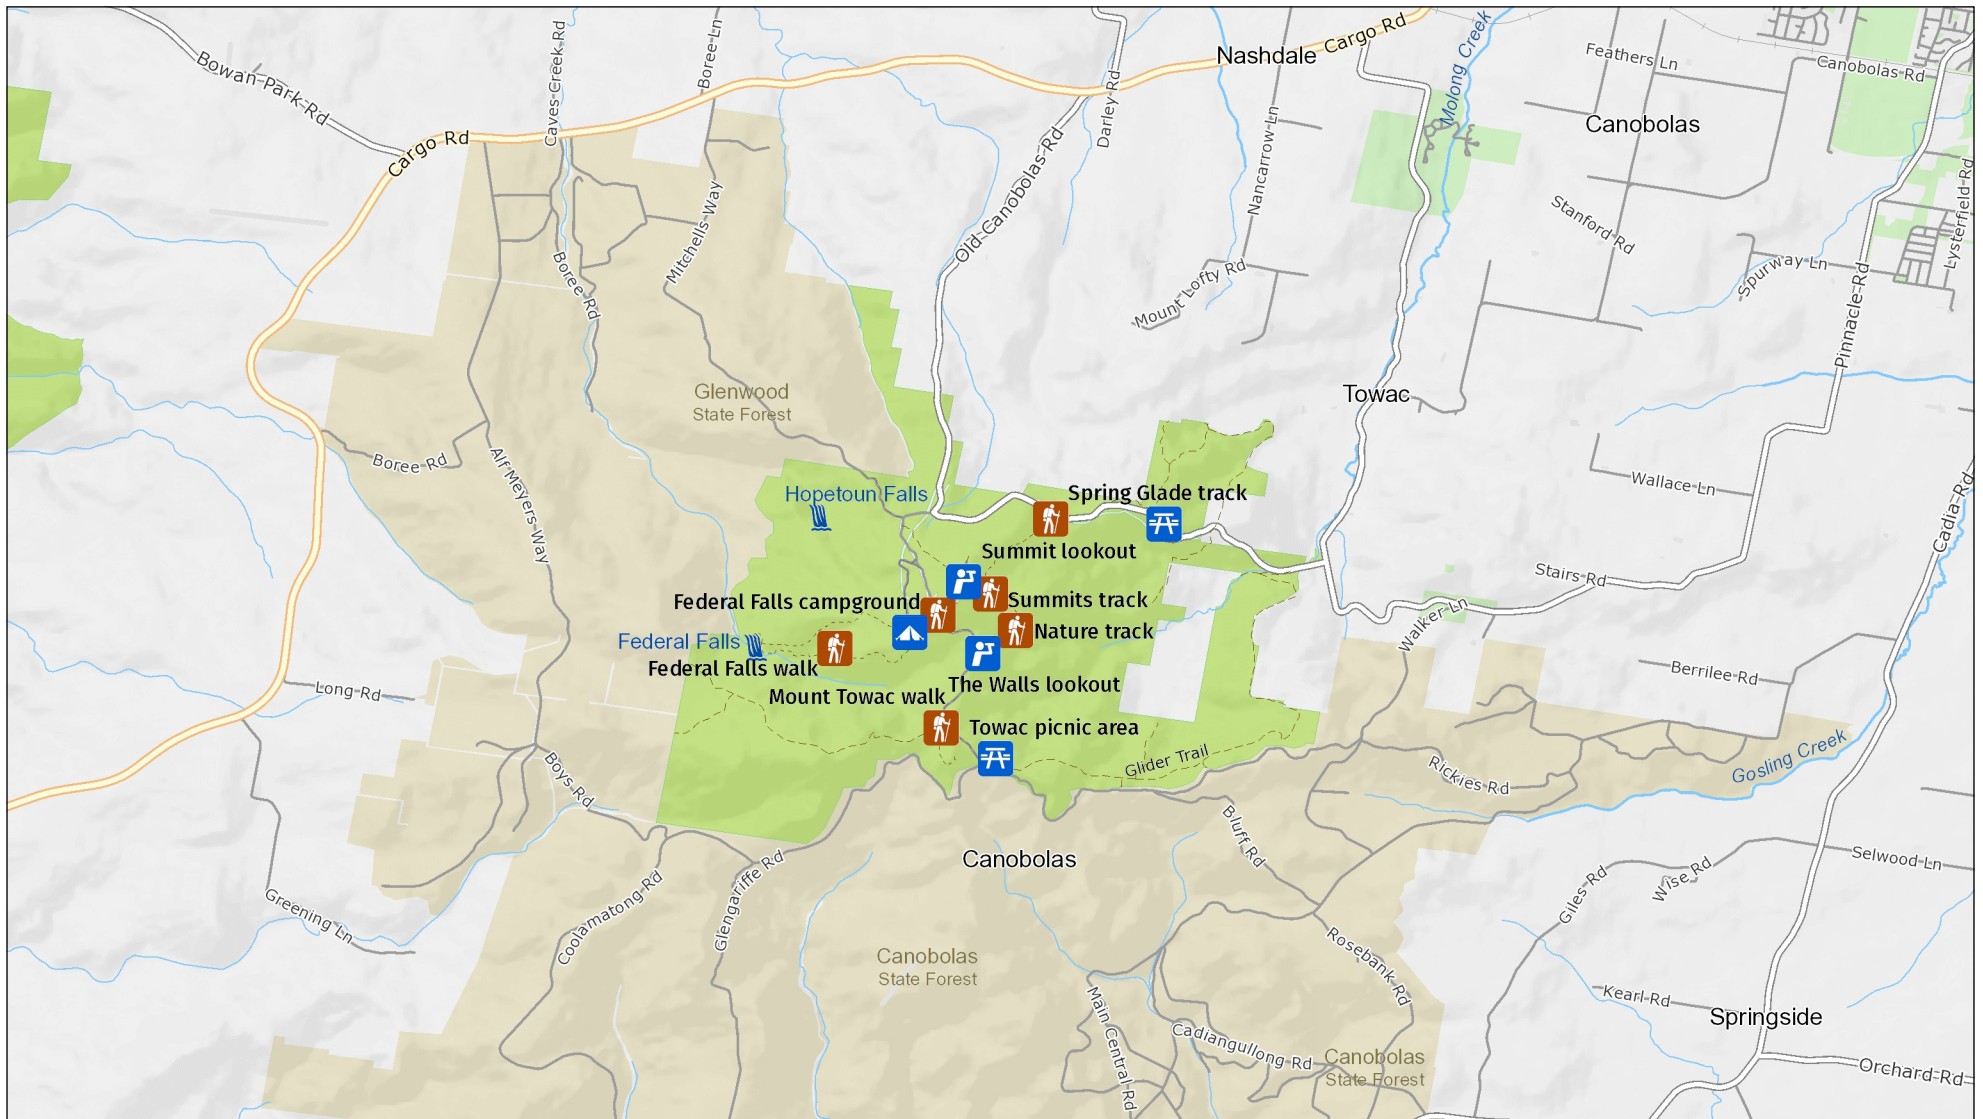 Nashdale
Cargo Rd
Molong Creek
Feathers Ln
Canobolas Rd
Bowan Park Rd
Caves Creek Rd
Boree Ln
Darley Rd
Cargo Rd
Canobolas
Nancarrow Ln
Old Canobolas Rd
Lysterfield Rd
Stanford Rd
Mitchells Way
Boree Rd
Mount Lofty Rd
Spurway Ln
Pinnacle Rd
Glenwood
State Forest
Towac
Boree Rd
Alf Meyers Way
Hopetoun Falls
Spring Glade track
Wallace Ln
Cadia Rd
Summit lookout
Stairs Rd
Federal Falls campground
Summits track
Walker Ln
Federal Falls
Nature track
Federal Falls walk
The Walls lookout
Berrilee Rd
Long Rd
Mount Towac walk
Towac picnic area
Glider Trail
Gosling Creek
Rickies Rd
Boys Rd
Bluff Rd
Canobolas
Selwood Ln
Glengariffe Rd
Wise Rd
Giles Rd
Greening Ln
Coolamatong Rd
Canobolas
State Forest
Rosebank Rd
Kearl Rd
Springside
Main Central Rd
Cadiangullong Rd
Canobolas
State Forest
Orchard Rd